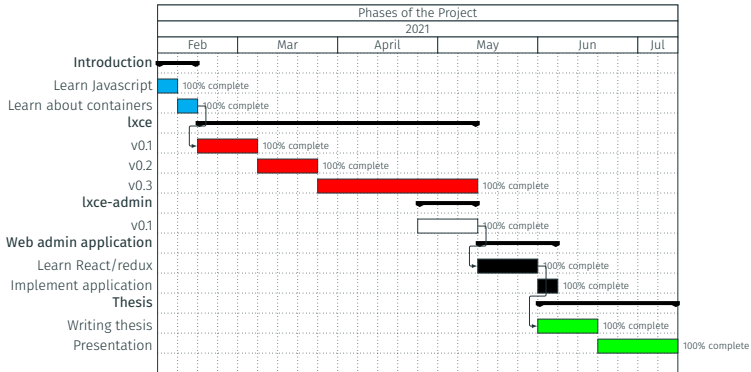 Phases of the Project
2021
Feb Mar April May Jun Jul
Introduction
Learn Javascript 100% complete
Learn about containers 100% complete
lxce
v0.1 100% complete
v0.2 100% complete
v0.3 100% complete
lxce-admin
v0.1 100% complete
Web admin application
Learn React/redux 100% complete
Implement application 100% complete
Thesis
Writing thesis 100% complete
Presentation 100% complete